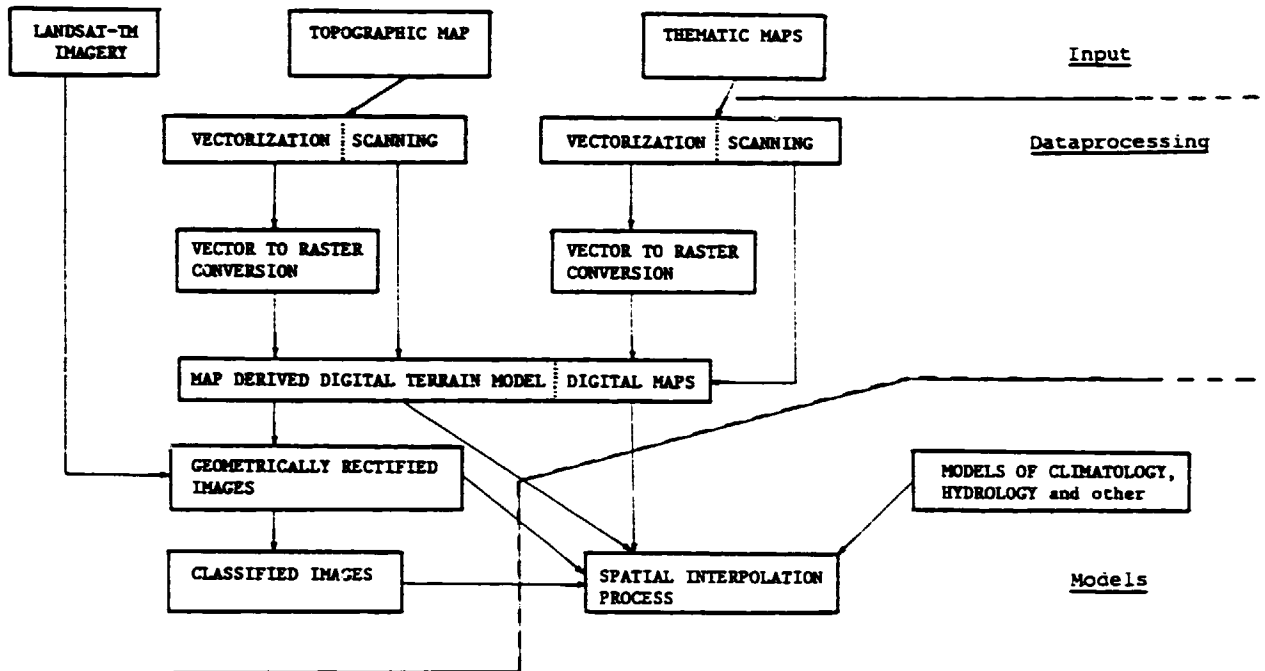 LANDSAT-TM
IMAGERY
TOPOGRAPHIC MAP
THEMATIC MAPS
Input
VECTORIZATION
SCANNING
VECTORIZATION
SCANNING
Dataprocessing
VECTOR TO RASTER
CONVERSION
VECTOR TO RASTER
CONVERSION
MAP DERIVED DIGITAL TERRAIN MODEL
DIGITAL MAPS
GEOMETRICALLY RECTIFIED
IMAGES
MODELS OF CLIMATOLOGY,
HYDROLOGY and other
CLASSIFIED IMAGES
SPATIAL INTERPOLATION
PROCESS
Models